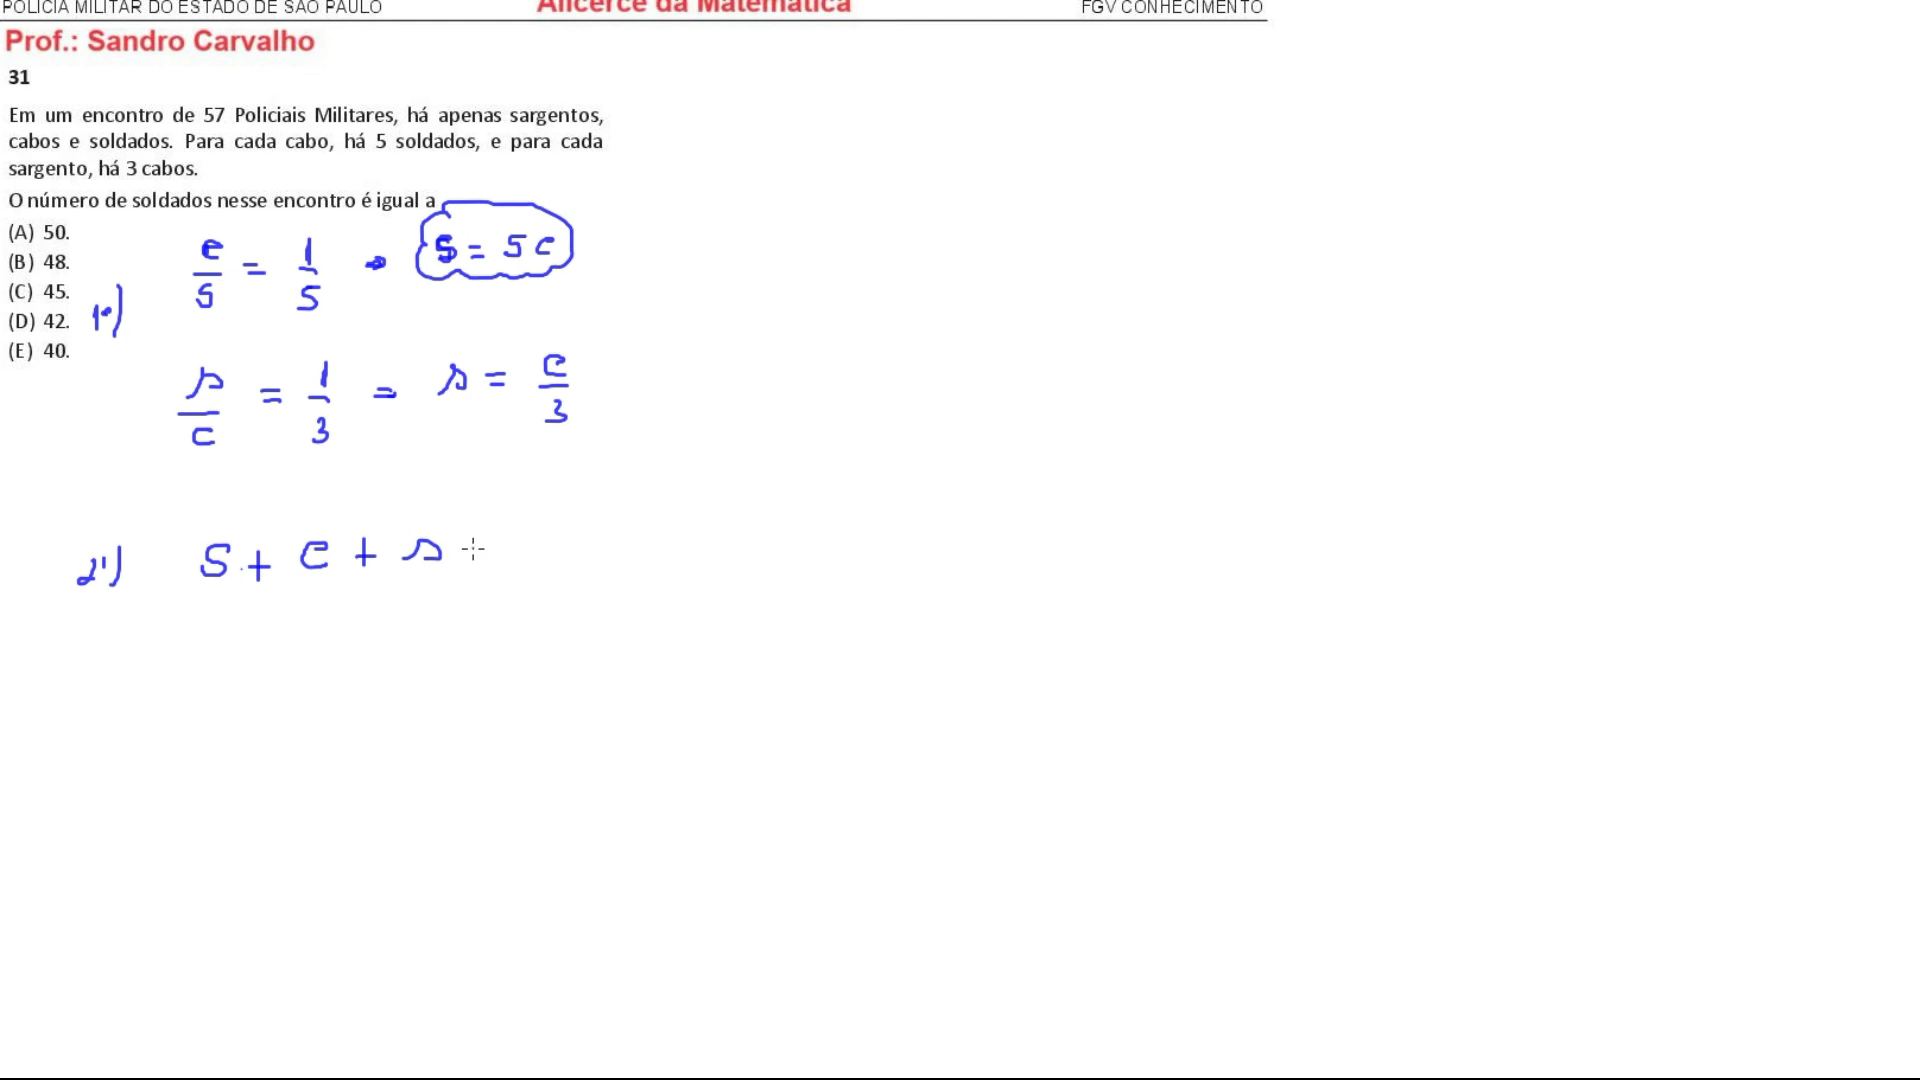 POLÍCIA MILITAR DO ESTADO DE SÃO PAULO Alicerce da Matemática FGV CONHECIMENTO
Prof.: Sandro Carvalho
31
Em um encontro de 57 Policiais Militares, há apenas sargentos,
cabos e soldados. Para cada cabo, há 5 soldados, e para cada
sargento, há 3 cabos.
O número de soldados nesse encontro é igual a
(A) 50.
(B) 48.
(C) 45.
(D) 42.
(E) 40.
1º) c/S = 1/5 → S = 5c
s/c = 1/3 = s = c/3
2º) S + c + s